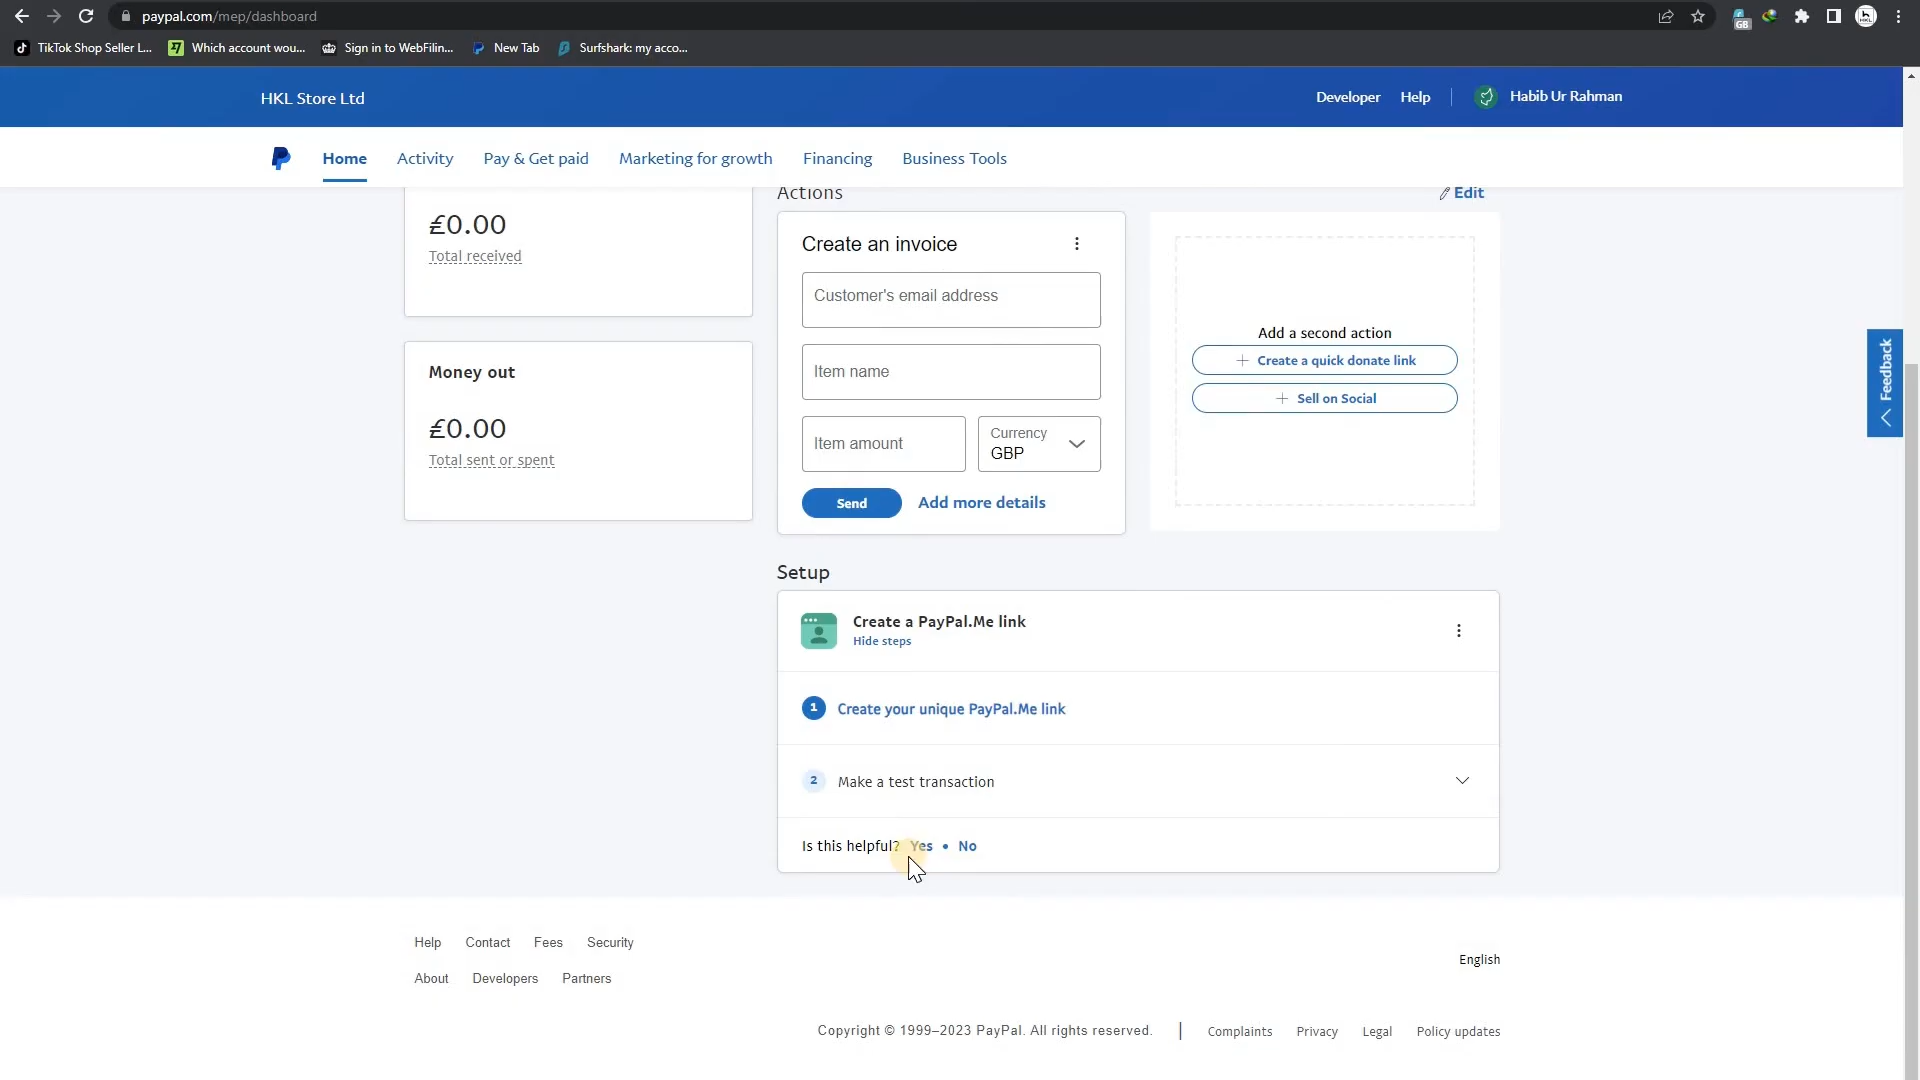 paypal.com/mep/dashboard
GB
TikTok Shop Seller L...
Which account wou...
Sign in to WebFilin...
New Tab
Surfshark: my acco...
HKL Store Ltd
Developer
Help
Habib Ur Rahman
Home
Activity
Pay & Get paid
Marketing for growth
Financing
Business Tools
£0.00
Total received
Money out
£0.00
Total sent or spent
Actions
Edit
Create an invoice
Customer's email address
Item name
Item amount
Currency
GBP
Send
Add more details
Add a second action
Create a quick donate link
Sell on Social
Feedback
Setup
Create a PayPal.Me link
Hide steps
1 Create your unique PayPal.Me link
2 Make a test transaction
Is this helpful? Yes • No
Help Contact Fees Security
About Developers Partners
English
Copyright © 1999–2023 PayPal. All rights reserved. | Complaints Privacy Legal Policy updates